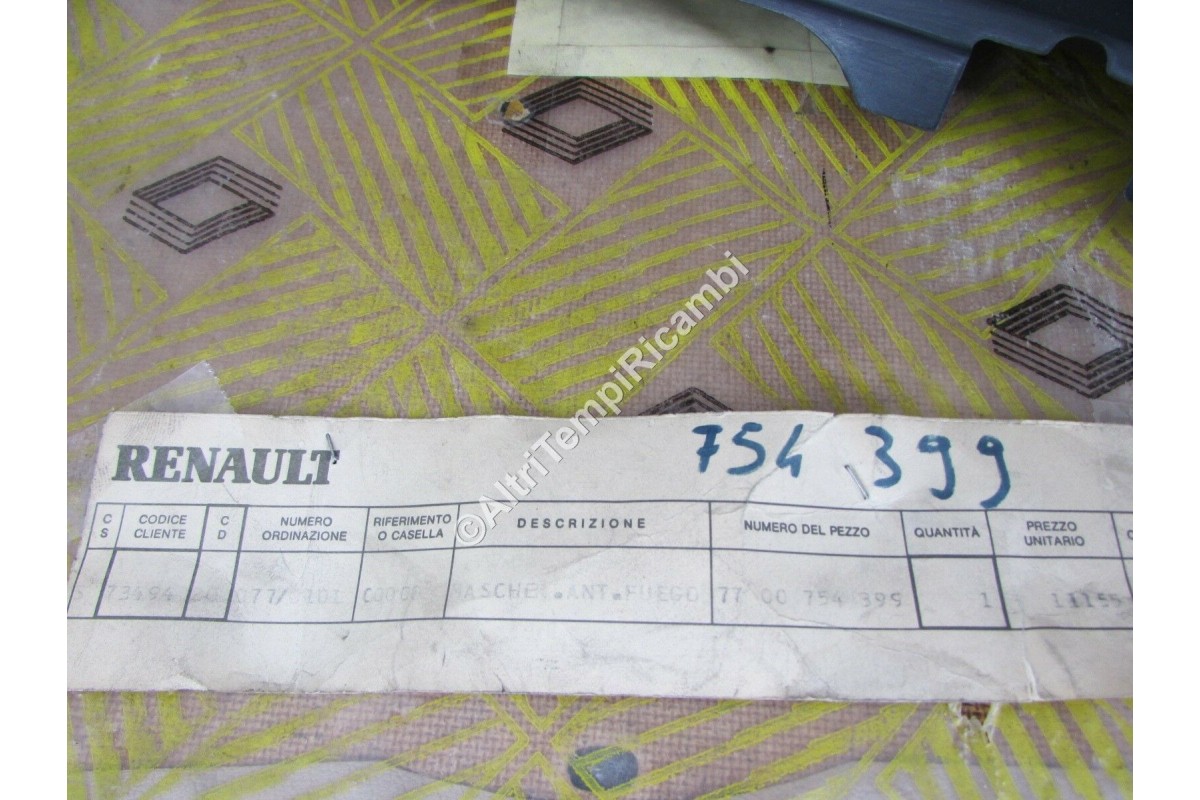 RENAULT 754 399
C S CODICE CLIENTE C D NUMERO ORDINAZIONE RIFERIMENTO O CASELLA DESCRIZIONE NUMERO DEL PEZZO QUANTITÀ PREZZO UNITARIO
73494 .ANT.FUEGO 77 00 754 399 1 11155
©AltriTempiRicambi